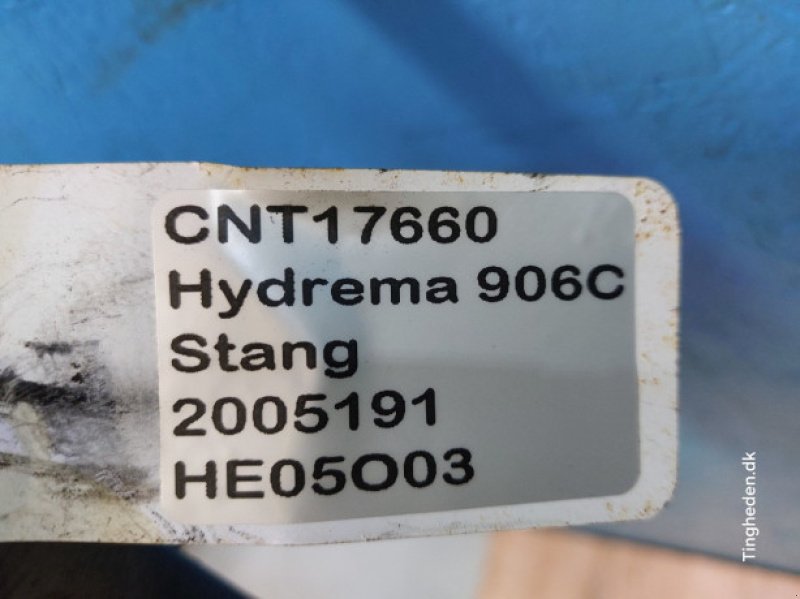 CNT17660
Hydrema 906C
Stang
2005191
HE05O03
Tingheden.dk